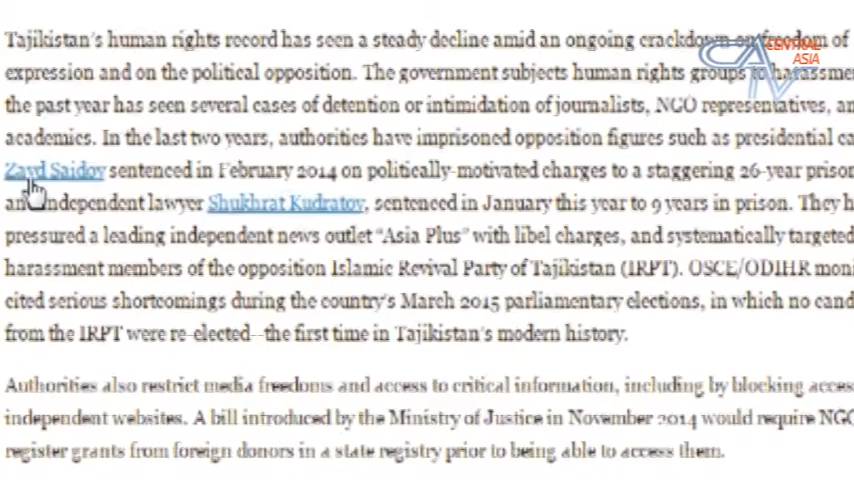 Tajikistan's human rights record has seen a steady decline amid an ongoing crackdown on freedom of
expression and on the political opposition. The government subjects human rights groups to
the past year has seen several cases of detention or intimidation of journalists, NGO representatives,
academics. In the last two years, authorities have imprisoned opposition figures such as presidential
Zayd Saidov sentenced in February 2014 on politically-motivated charges to a staggering 26-year
an independent lawyer Shukhrat Kudratov, sentenced in January this year to 9 years in prison. They
pressured a leading independent news outlet "Asia Plus" with libel charges, and systematically targeted
harassment members of the opposition Islamic Revival Party of Tajikistan (IRPT). OSCE/ODIHR
cited serious shortcomings during the country's March 2015 parliamentary elections, in which no
from the IRPT were re-elected--the first time in Tajikistan's modern history.
Authorities also restrict media freedoms and access to critical information, including by blocking
independent websites. A bill introduced by the Ministry of Justice in November 2014 would require
register grants from foreign donors in a state registry prior to being able to access them.
CENTRAL
ASIA